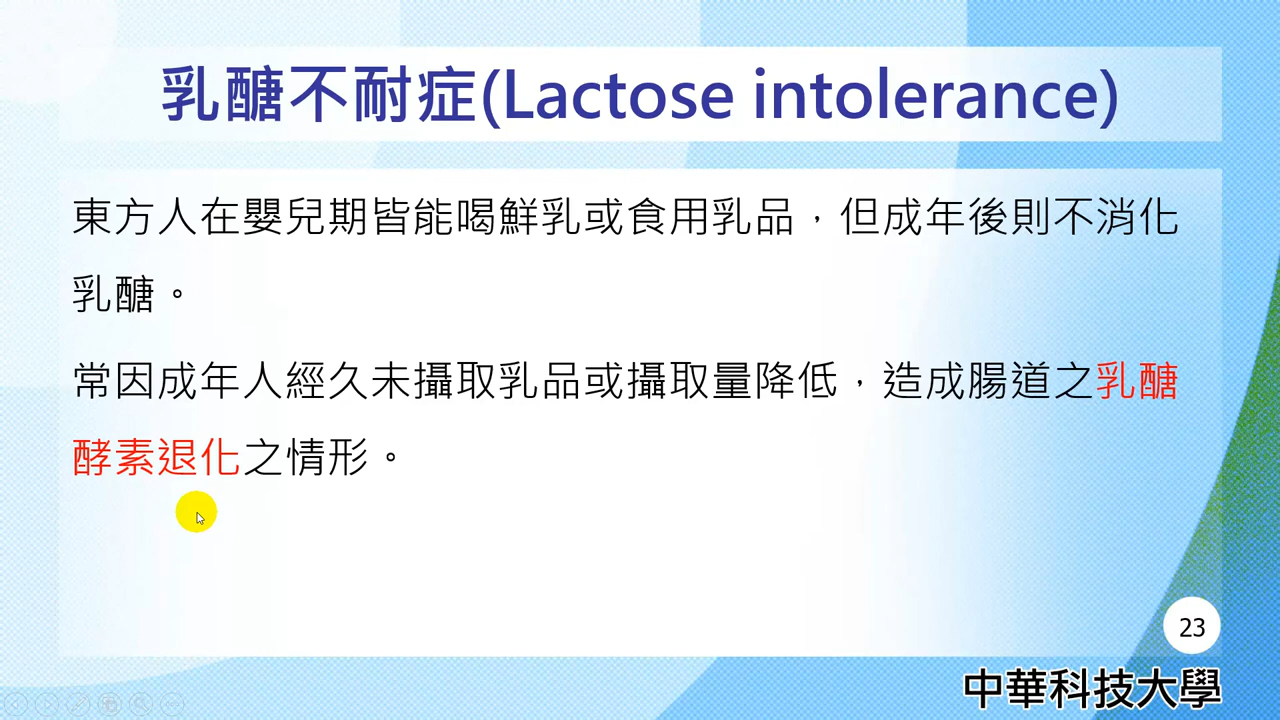 乳醣不耐症(Lactose intolerance)
東方人在嬰兒期皆能喝鮮乳或食用乳品，但成年後則不消化
乳醣。
常因成年人經久未攝取乳品或攝取量降低，造成腸道之乳醣
酵素退化之情形。
23
中華科技大學